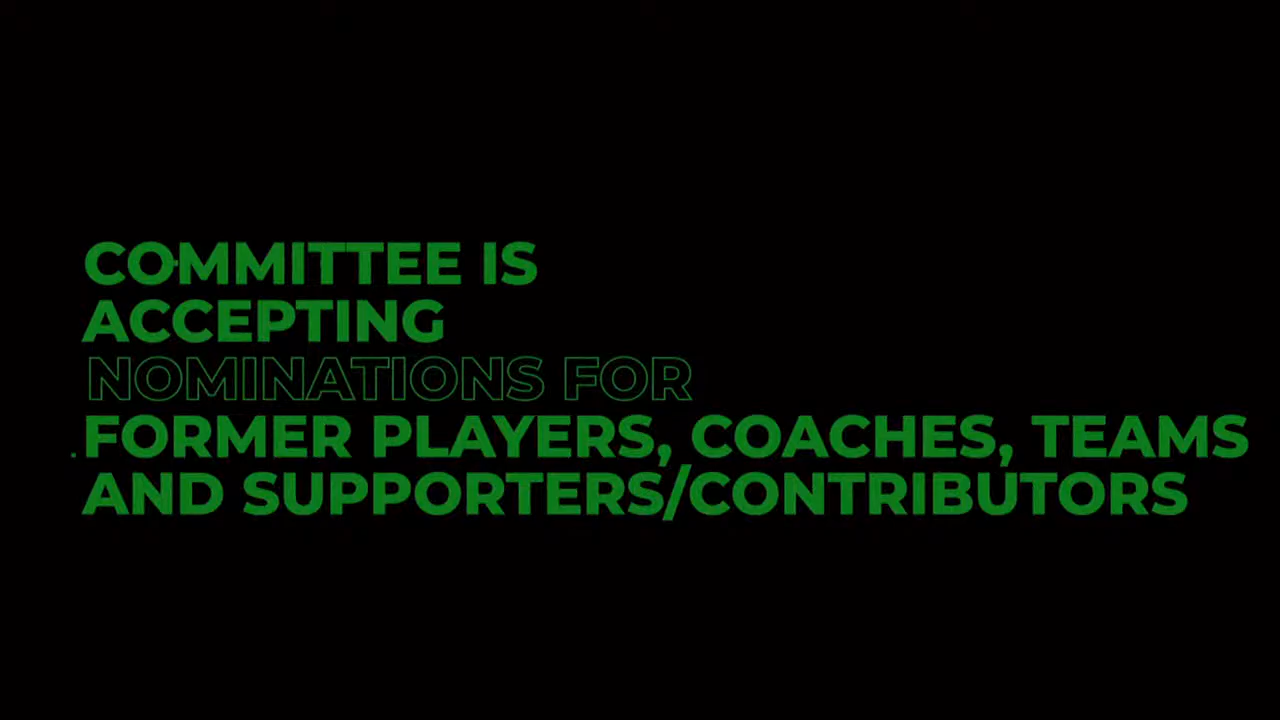 COMMITTEE IS
ACCEPTING
NOMINATIONS FOR
FORMER PLAYERS, COACHES, TEAMS
AND SUPPORTERS/CONTRIBUTORS